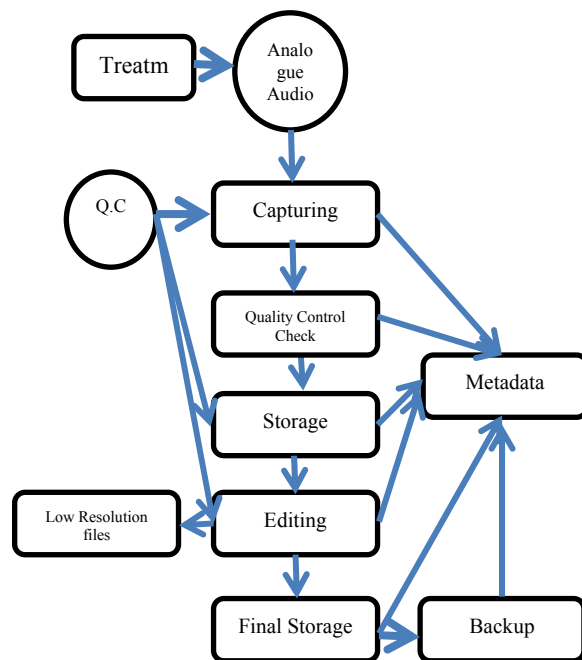 Treatm
Analo
gue
Audio
Q.C
Capturing
Quality Control
Check
Metadata
Storage
Low Resolution
files
Editing
Final Storage
Backup